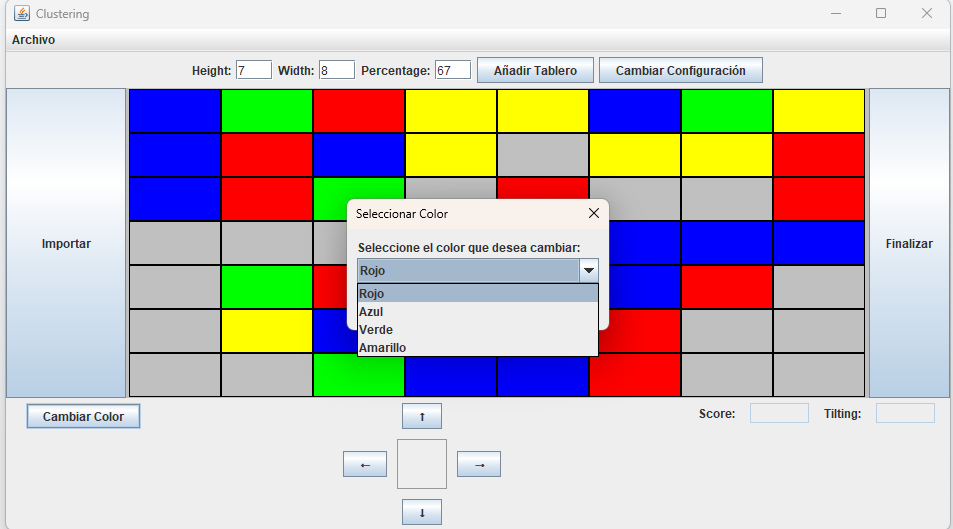 Clustering
Archivo
Height: 7 Width: 8 Percentage: 67 Añadir Tablero Cambiar Configuración
Importar
Finalizar
Seleccionar Color
Seleccione el color que desea cambiar:
Rojo
Rojo
Azul
Verde
Amarillo
Cambiar Color
↑
Score: Tilting:
← →
↓